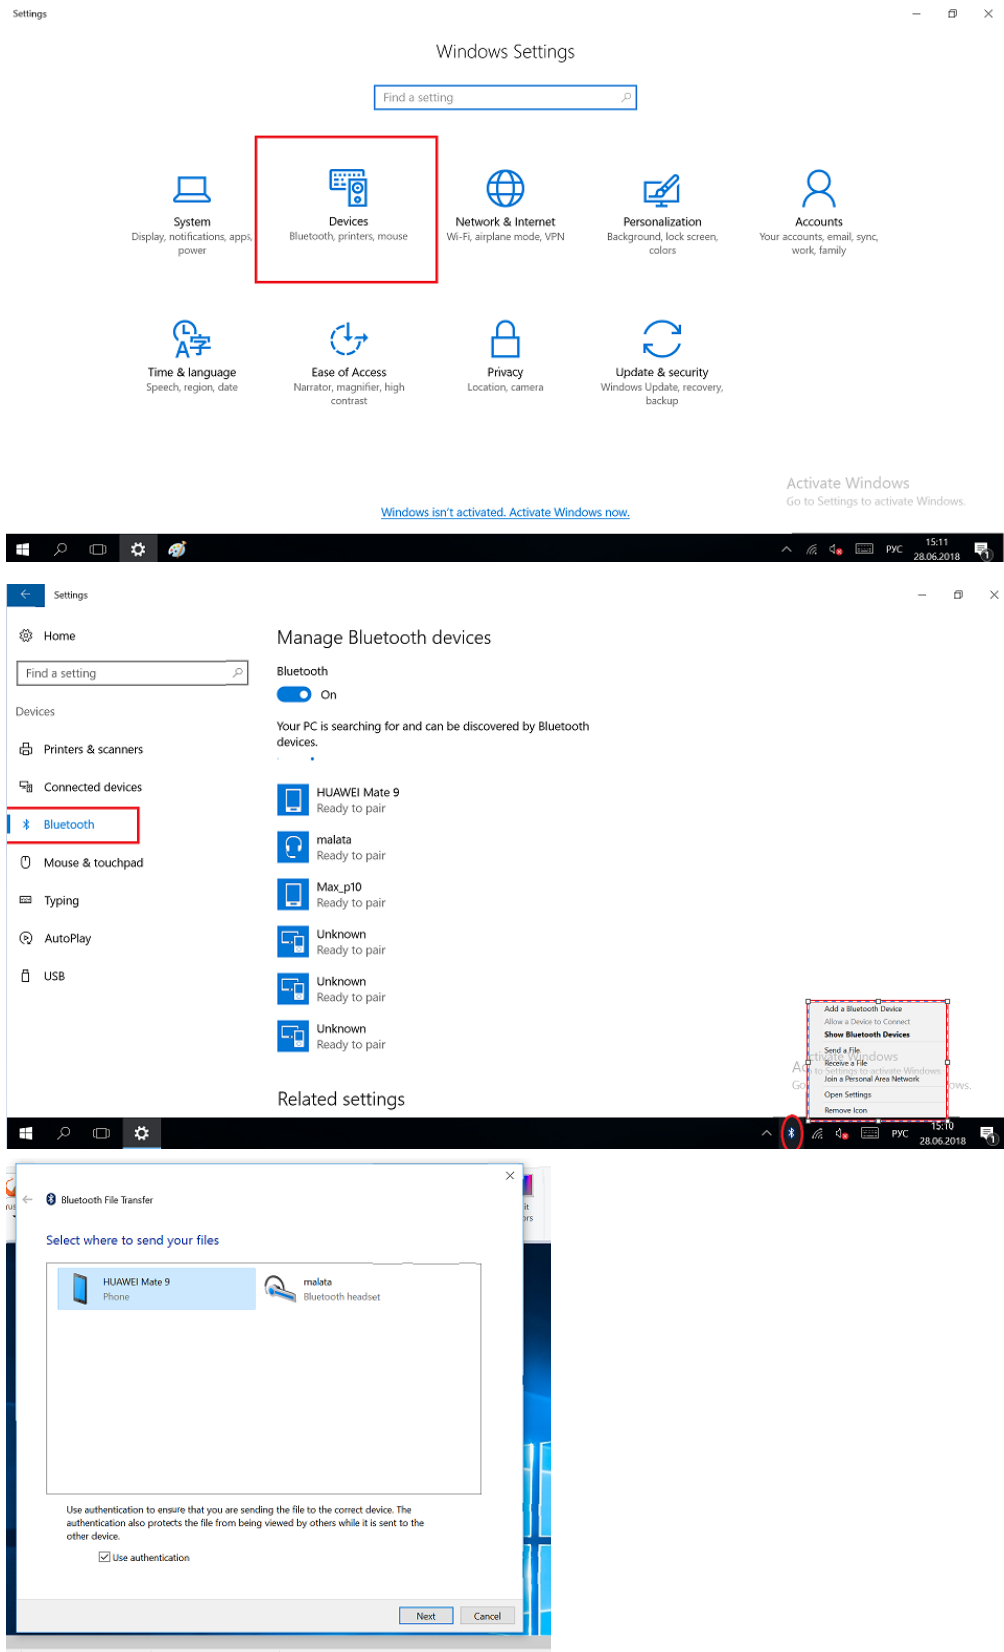 Settings
Windows Settings
Find a setting
System
Display, notifications, apps,
power
Devices
Bluetooth, printers, mouse
Network & Internet
Wi-Fi, airplane mode, VPN
Personalization
Background, lock screen,
colors
Accounts
Your accounts, email, sync,
work, family
Time & language
Speech, region, date
Ease of Access
Narrator, magnifier, high
contrast
Privacy
Location, camera
Update & security
Windows Update, recovery,
backup
Activate Windows
Go to Settings to activate Windows.
Windows isn't activated. Activate Windows now.
РУС
15:11
28.06.2018
1
Settings
Home
Find a setting
Devices
Printers & scanners
Connected devices
Bluetooth
Mouse & touchpad
Typing
AutoPlay
USB
Manage Bluetooth devices
Bluetooth
On
Your PC is searching for and can be discovered by Bluetooth
devices.
HUAWEI Mate 9
Ready to pair
malata
Ready to pair
Max_p10
Ready to pair
Unknown
Ready to pair
Unknown
Ready to pair
Unknown
Ready to pair
Related settings
Add a Bluetooth Device
Allow a Device to Connect
Show Bluetooth Devices
Send a File
Receive a File
Join a Personal Area Network
Open Settings
Remove Icon
Activate Windows
Go to Settings to activate Windows.
РУС
15:10
28.06.2018
1
Bluetooth File Transfer
Select where to send your files
HUAWEI Mate 9
Phone
malata
Bluetooth headset
Use authentication to ensure that you are sending the file to the correct device. The
authentication also protects the file from being viewed by others while it is sent to the
other device.
Use authentication
Next
Cancel